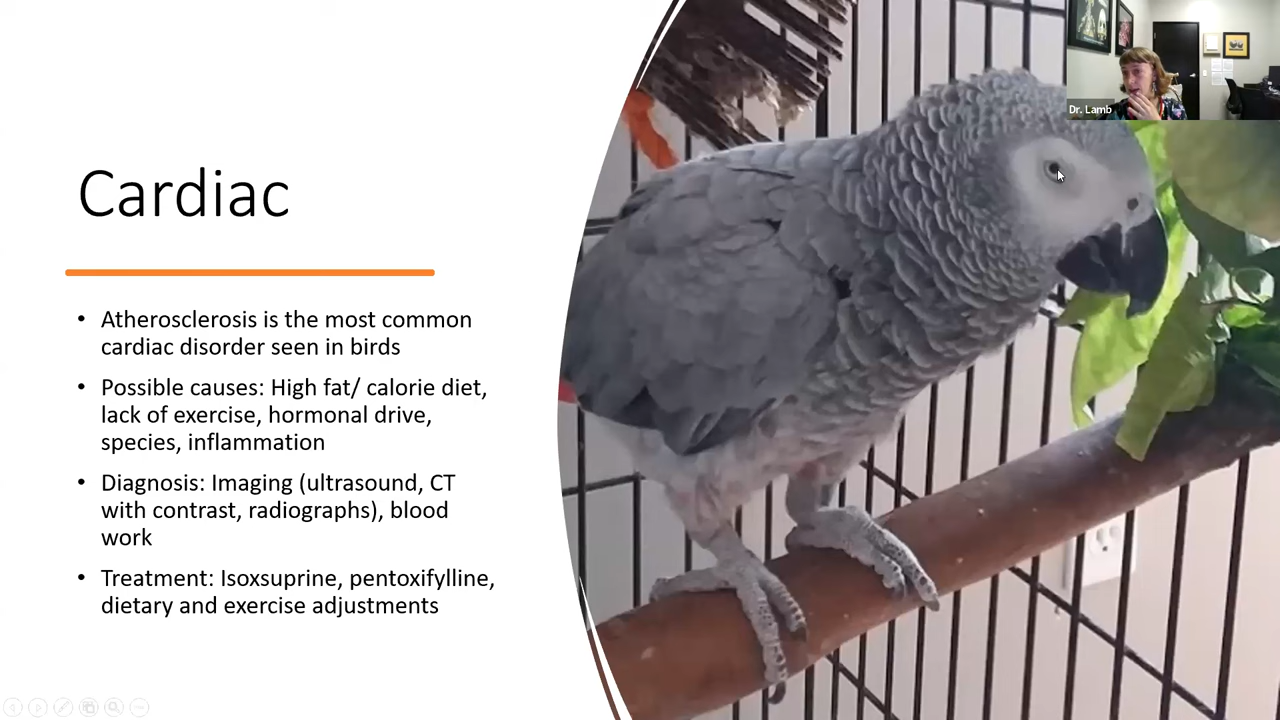 Dr. Lamb
Cardiac
• Atherosclerosis is the most common
cardiac disorder seen in birds
• Possible causes: High fat/ calorie diet,
lack of exercise, hormonal drive,
species, inflammation
• Diagnosis: Imaging (ultrasound, CT
with contrast, radiographs), blood
work
• Treatment: Isoxsuprine, pentoxifylline,
dietary and exercise adjustments